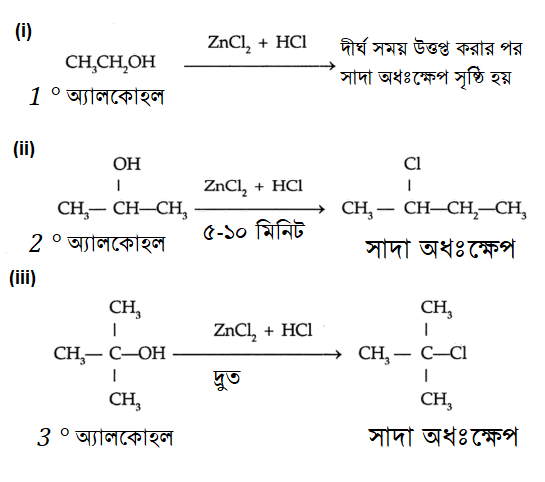 (i)
CH₃CH₂OH ZnCl₂ + HCl দীর্ঘ সময় উত্তপ্ত করার পর
সাদা অধঃক্ষেপ সৃষ্ঠি হয়
1 ° অ্যালকোহল
(ii)
OH Cl
CH₃— CH—CH₃ ZnCl₂ + HCl CH₃ — CH—CH₂—CH₃
৫-১০ মিনিট
2 ° অ্যালকোহল সাদা অধঃক্ষেপ
(iii)
CH₃ CH₃
CH₃— C—OH ZnCl₂ + HCl CH₃ — C—Cl
দ্রুত
CH₃ CH₃
3 ° অ্যালকোহল সাদা অধঃক্ষেপ